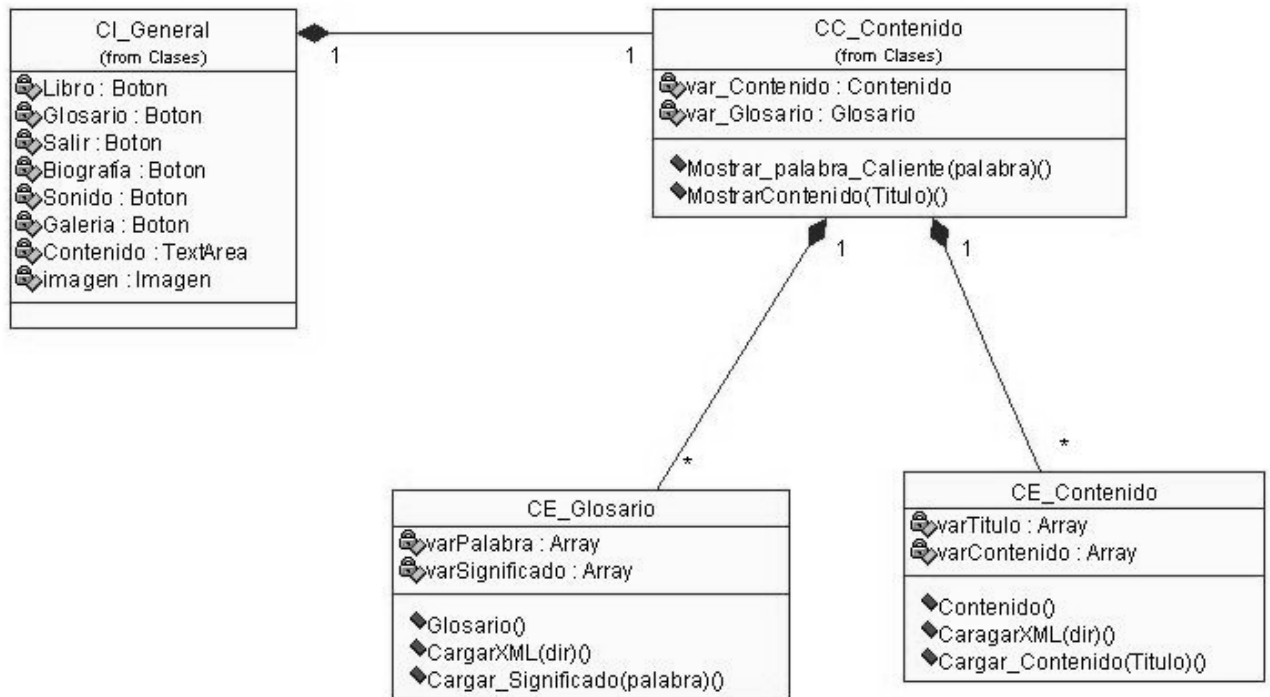 CI_General
(from Clases)
Libro : Boton
Glosario : Boton
Salir : Boton
Biografía : Boton
Sonido : Boton
Galeria : Boton
Contenido : TextArea
imagen : Imagen
1
1
CC_Contenido
(from Clases)
var_Contenido : Contenido
var_Glosario : Glosario
Mostrar_palabra_Caliente(palabra)()
MostrarContenido(Titulo)()
1
1
*
*
CE_Glosario
varPalabra : Array
varSignificado : Array
Glosario()
CargarXML(dir)()
Cargar_Significado(palabra)()
CE_Contenido
varTitulo : Array
varContenido : Array
Contenido()
CaragarXML(dir)()
Cargar_Contenido(Titulo)()